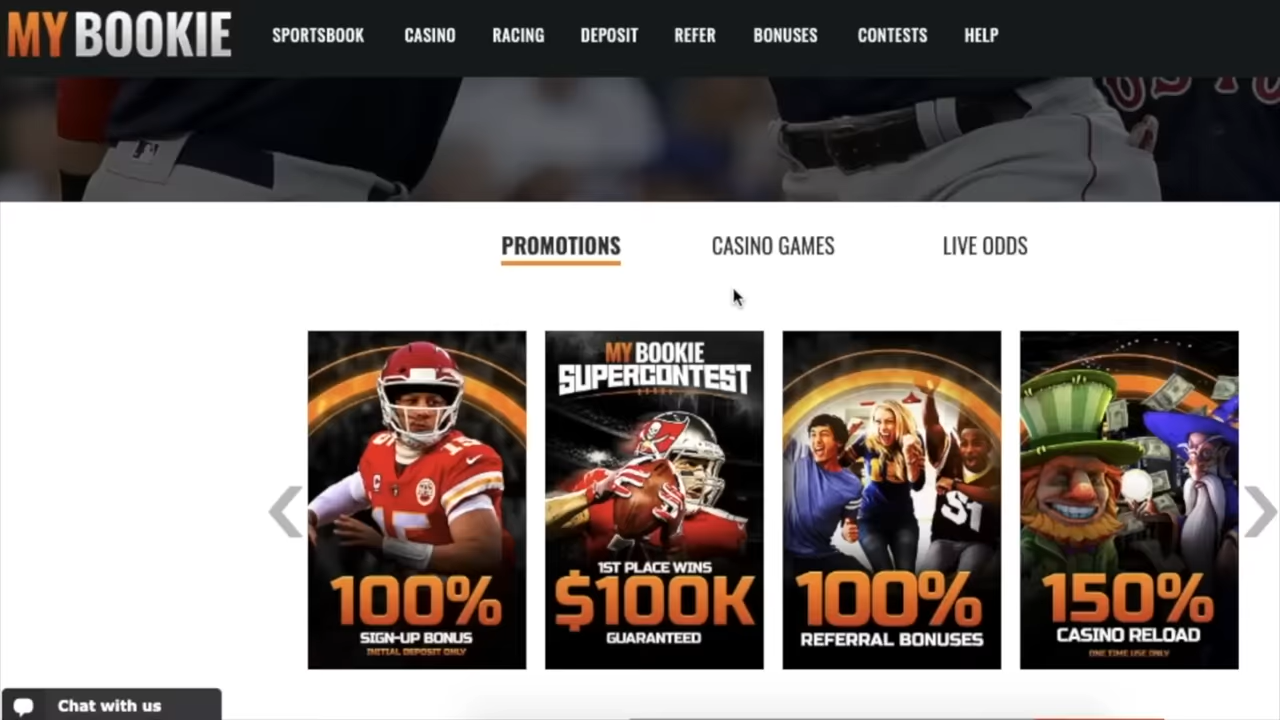 MY BOOKIE
SPORTSBOOK CASINO RACING DEPOSIT REFER BONUSES CONTESTS HELP
PROMOTIONS CASINO GAMES LIVE ODDS
15
100%
SIGN-UP BONUS
INITIAL DEPOSIT ONLY
MY BOOKIE
SUPERCONTEST
1ST PLACE WINS
$100K
GUARANTEED
S1
100%
REFERRAL BONUSES
150%
CASINO RELOAD
ONE TIME USE ONLY
Chat with us